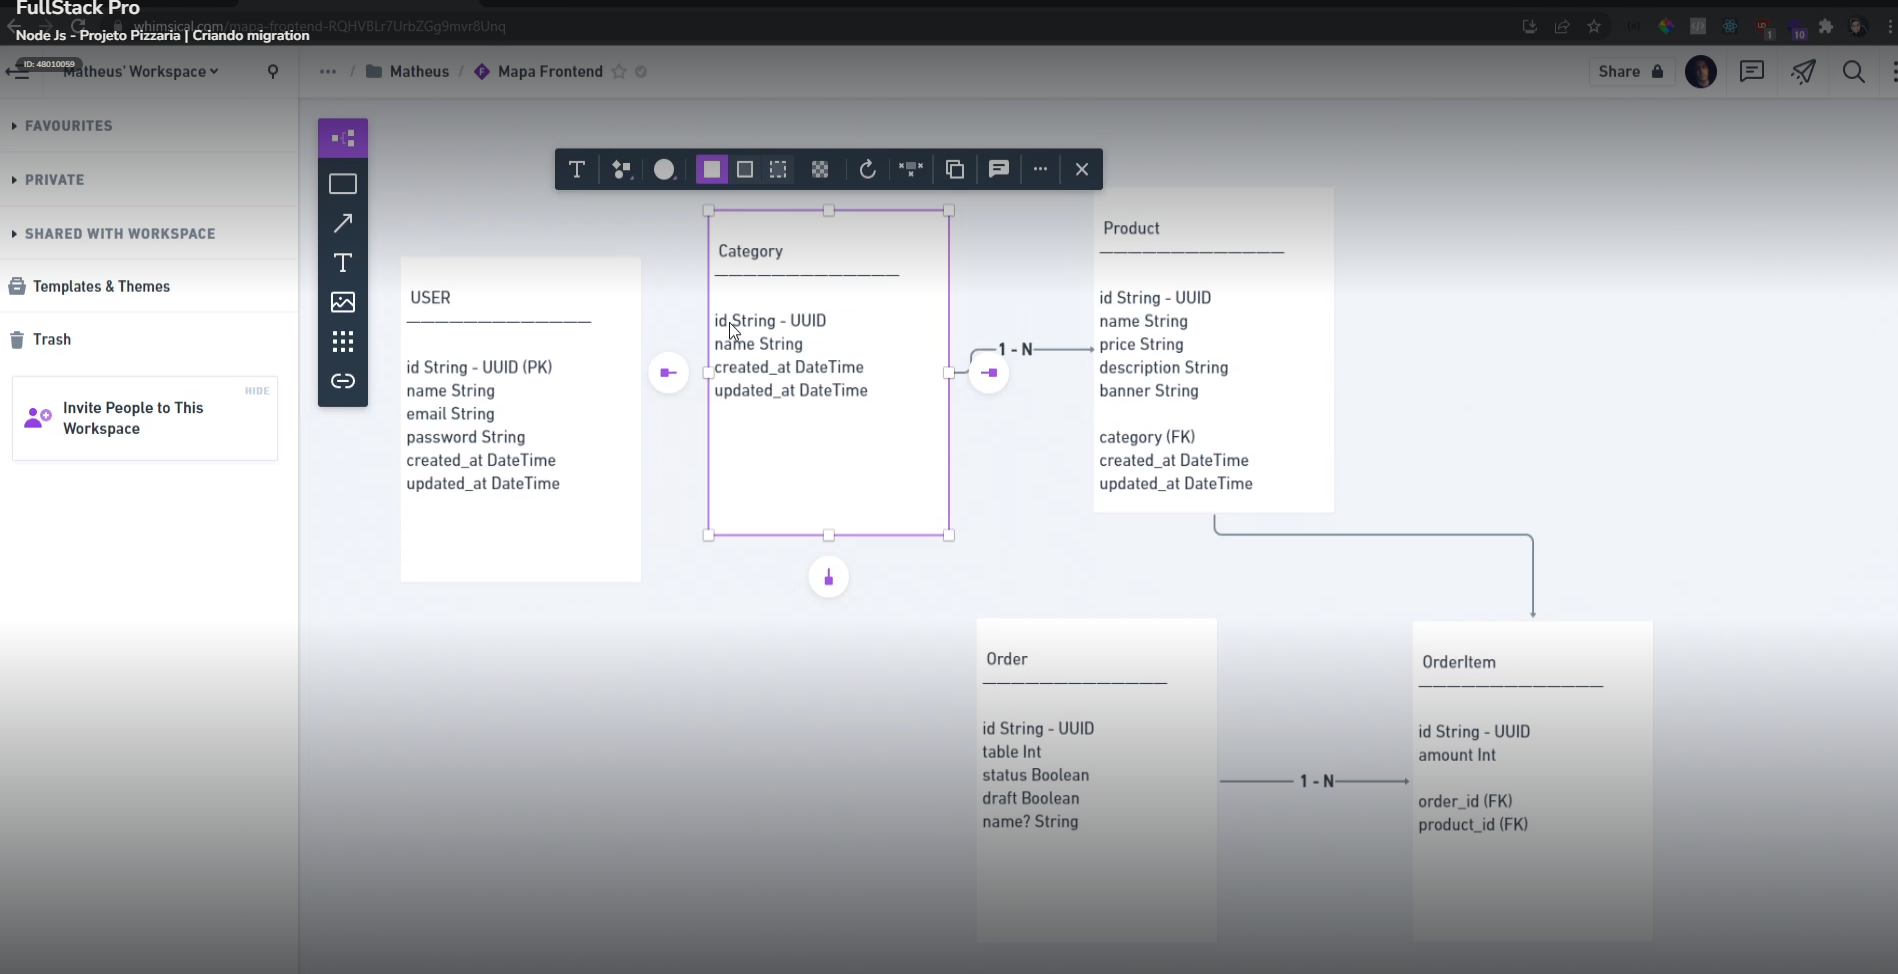 FullStack Pro
whimsical.com/mapa-frontend-RQHVBLr7UrbZGg9mvr8Unq
Node Js - Projeto Pizzaria | Criando migration
ID: 48010059
Matheus' Workspace
··· / Matheus / Mapa Frontend
Share
1
10
FAVOURITES
PRIVATE
SHARED WITH WORKSPACE
Templates & Themes
Trash
HIDE
Invite People to This
Workspace
USER
—————————————
id String - UUID (PK)
name String
email String
password String
created_at DateTime
updated_at DateTime
Category
—————————————
id String - UUID
name String
created_at DateTime
updated_at DateTime
1 - N
Product
—————————————
id String - UUID
name String
price String
description String
banner String
category (FK)
created_at DateTime
updated_at DateTime
Order
—————————————
id String - UUID
table Int
status Boolean
draft Boolean
name? String
1 - N
OrderItem
—————————————
id String - UUID
amount Int
order_id (FK)
product_id (FK)